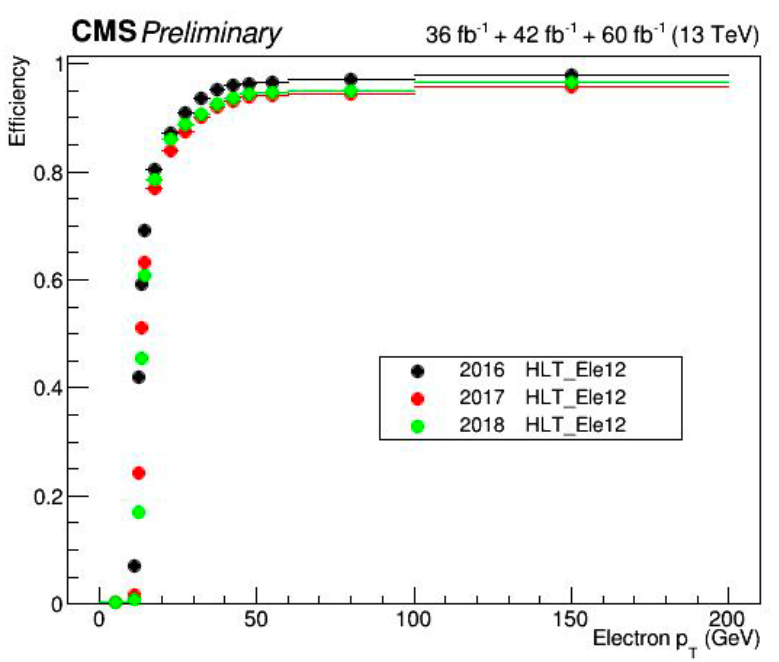 CMS Preliminary 36 fb-1 + 42 fb-1 + 60 fb-1 (13 TeV)
Efficiency
1
0.8
0.6
0.4
0.2
0
2016 HLT_Ele12
2017 HLT_Ele12
2018 HLT_Ele12
0 50 100 150 200
Electron pT (GeV)